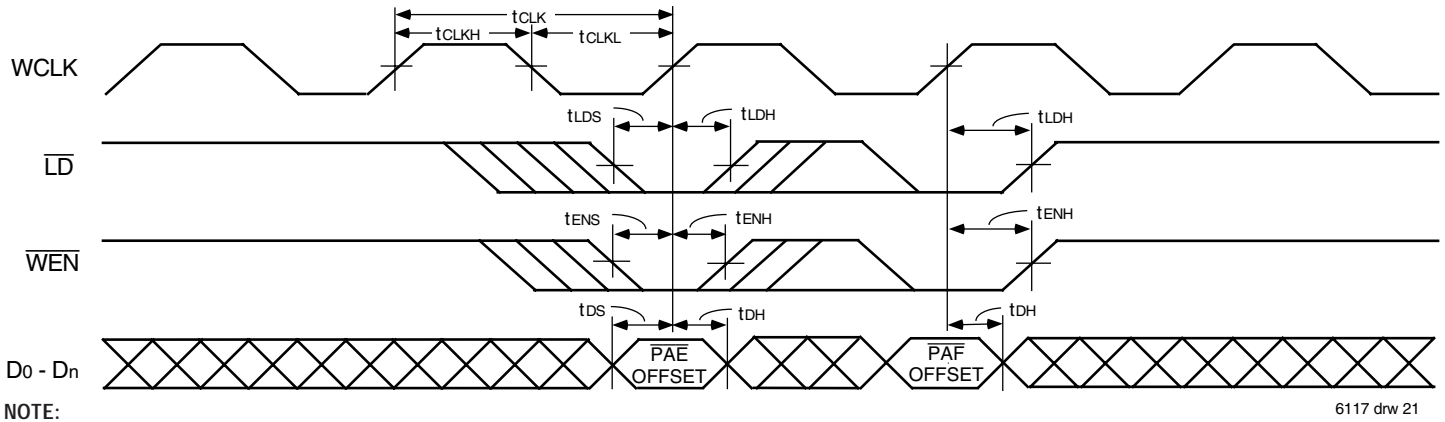 tCLK
tCLKH
tCLKL
WCLK
tLDS
tLDH
tLDH
LD
tENS
tENH
tENH
WEN
tDS
tDH
tDH
D0 - Dn
PAE
OFFSET
PAF
OFFSET
NOTE:
6117 drw 21